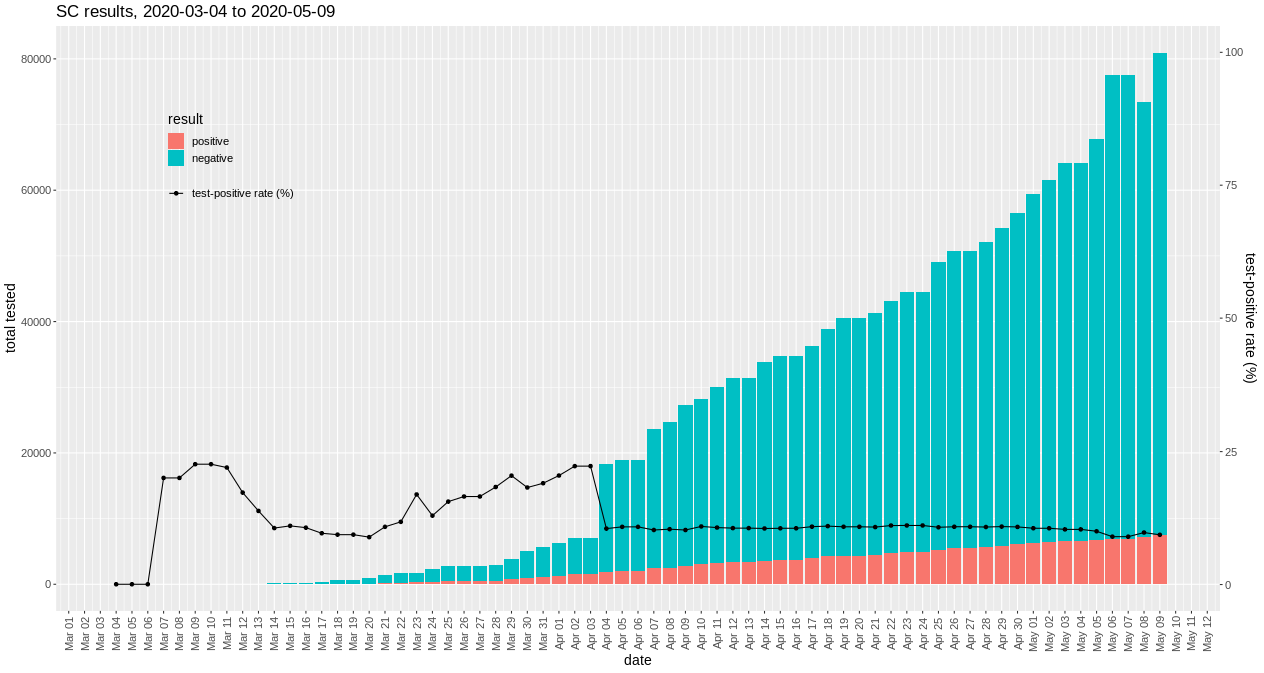 SC results, 2020-03-04 to 2020-05-09
result
positive
negative
test-positive rate (%)
total tested
80000
60000
40000
20000
0
100
75
50
25
0
test-positive rate (%)
Mar 01
Mar 02
Mar 03
Mar 04
Mar 05
Mar 06
Mar 07
Mar 08
Mar 09
Mar 10
Mar 11
Mar 12
Mar 13
Mar 14
Mar 15
Mar 16
Mar 17
Mar 18
Mar 19
Mar 20
Mar 21
Mar 22
Mar 23
Mar 24
Mar 25
Mar 26
Mar 27
Mar 28
Mar 29
Mar 30
Mar 31
Apr 01
Apr 02
Apr 03
Apr 04
Apr 05
Apr 06
Apr 07
Apr 08
Apr 09
Apr 10
Apr 11
Apr 12
Apr 13
Apr 14
Apr 15
Apr 16
Apr 17
Apr 18
Apr 19
Apr 20
Apr 21
Apr 22
Apr 23
Apr 24
Apr 25
Apr 26
Apr 27
Apr 28
Apr 29
Apr 30
May 01
May 02
May 03
May 04
May 05
May 06
May 07
May 08
May 09
May 10
May 11
May 12
date